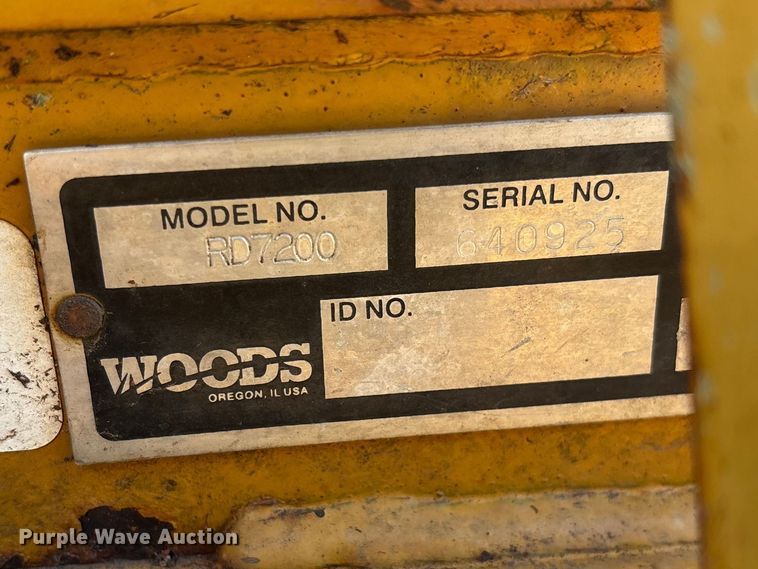 MODEL NO.
RD7200
SERIAL NO.
640925
ID NO.
WOODS
OREGON, IL USA
Purple Wave Auction